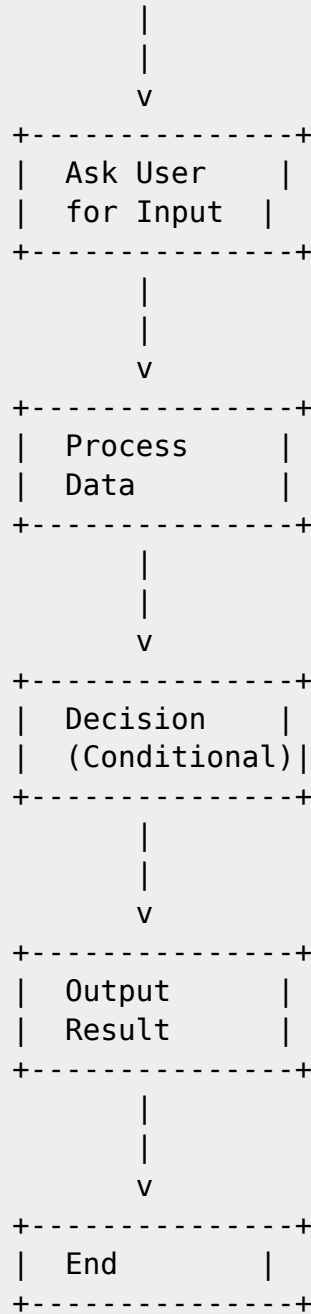 |
        |
        v
+---------------+
|  Ask User     |
|  for Input  |
+---------------+
        |
        |
        v
+---------------+
|  Process      |
|  Data         |
+---------------+
        |
        |
        v
+---------------+
|  Decision     |
|  (Conditional)|
+---------------+
        |
        |
        v
+---------------+
|  Output       |
|  Result       |
+---------------+
        |
        |
        v
+---------------+
|  End         |
+---------------+